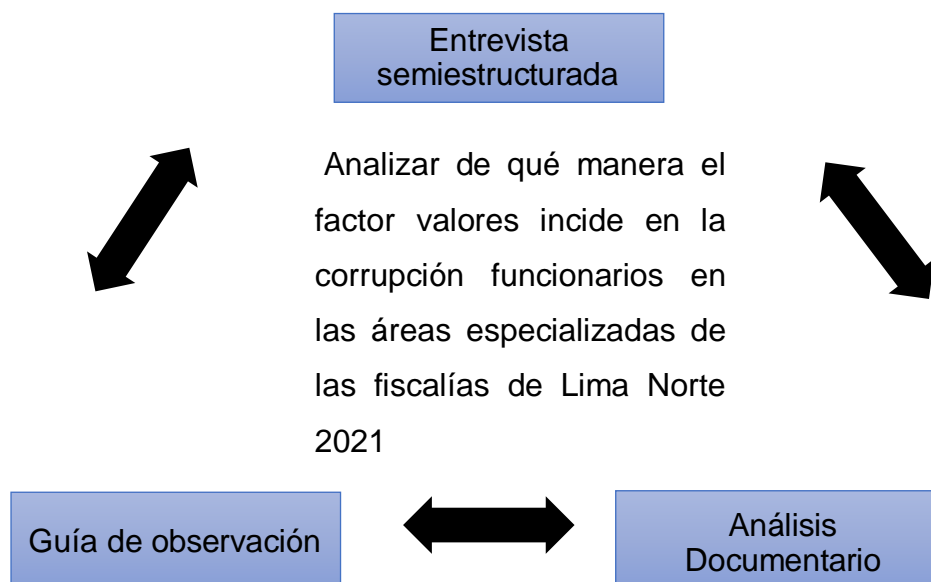 Entrevista
semiestructurada
Analizar de qué manera el
factor valores incide en la
corrupción funcionarios en
las áreas especializadas de
las fiscalías de Lima Norte
2021
Guía de observación
Análisis
Documentario